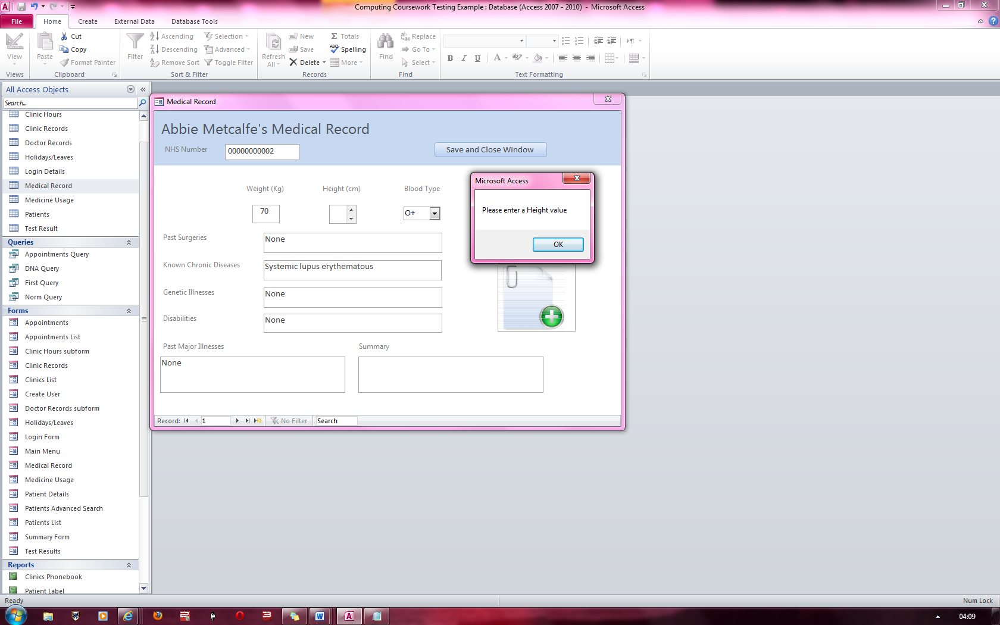 Computing Coursework Testing Example : Database (Access 2007 - 2010)  -  Microsoft Access
File Home Create External Data Database Tools
View
Views
Paste
Cut
Copy
Format Painter
Clipboard
Filter
Ascending
Descending
Remove Sort
Selection
Advanced
Toggle Filter
Sort & Filter
Refresh All
New
Save
Delete
Totals
Spelling
More
Records
Find
Replace
Go To
Select
Find
Text Formatting
All Access Objects
Search...
Clinic Hours
Clinic Records
Doctor Records
Holidays/Leaves
Login Details
Medical Record
Medicine Usage
Patients
Test Result
Queries
Appointments Query
DNA Query
First Query
Norm Query
Forms
Appointments
Appointments List
Clinic Hours subform
Clinic Records
Clinics List
Create User
Doctor Records subform
Holidays/Leaves
Login Form
Main Menu
Medical Record
Medicine Usage
Patient Details
Patients Advanced Search
Patients List
Summary Form
Test Results
Reports
Clinics Phonebook
Patient Label
Medical Record
Abbie Metcalfe's Medical Record
NHS Number 00000000002 Save and Close Window
Weight (Kg) Height (cm) Blood Type
70 O+
Past Surgeries None
Known Chronic Diseases Systemic lupus erythematous
Genetic Illnesses None
Disabilities None
Past Major Illnesses Summary
None
Record: 1 No Filter Search
Microsoft Access
Please enter a Height value
OK
Ready Num Lock
04:09